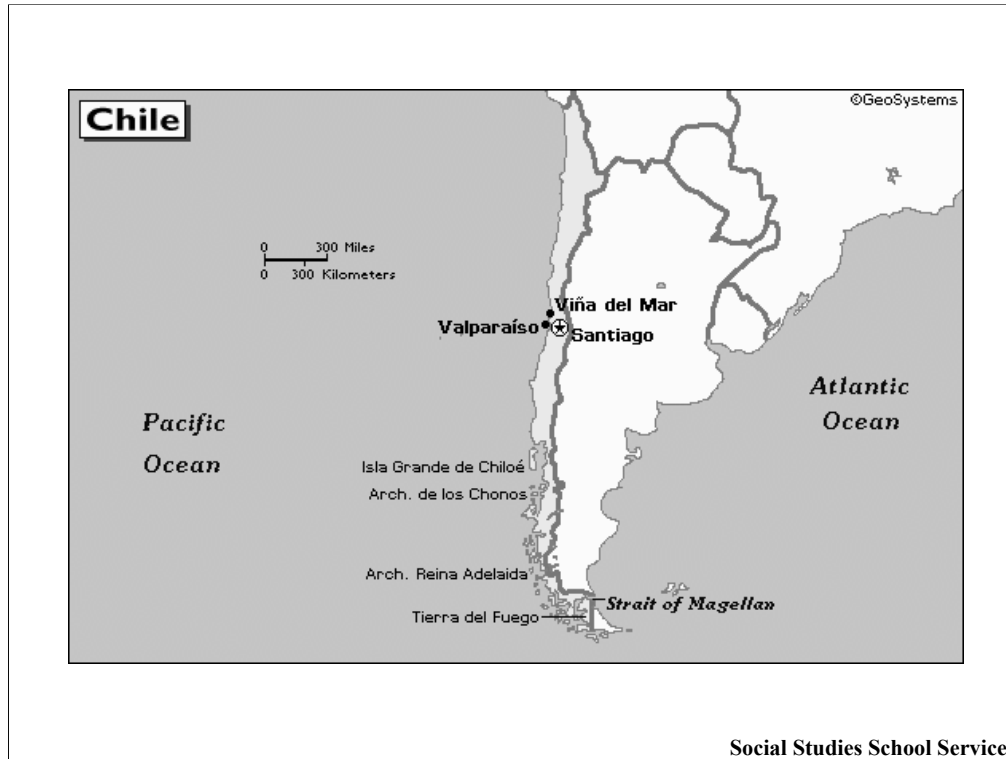 Chile
©GeoSystems
0 300 Miles
0 300 Kilometers
Viña del Mar
Valparaíso
Santiago
Atlantic
Ocean
Pacific
Ocean
Isla Grande de Chiloé
Arch. de los Chonos
Arch. Reina Adelaida
Strait of Magellan
Tierra del Fuego
Social Studies School Service